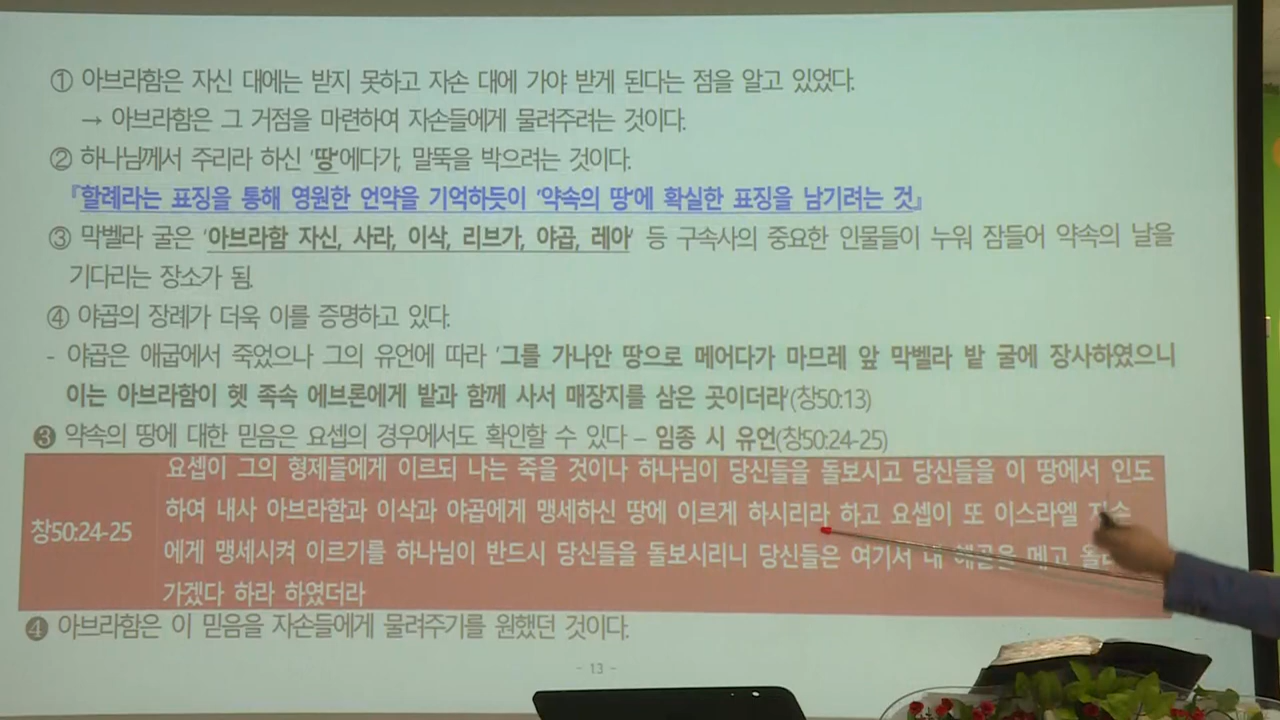 ① 아브라함은 자신 대에는 받지 못하고 자손 대에 가야 받게 된다는 점을 알고 있었다.
→ 아브라함은 그 거점을 마련하여 자손들에게 물려주려는 것이다.
② 하나님께서 주리라 하신 '땅'에다가, 말뚝을 박으려는 것이다.
『할례라는 표징을 통해 영원한 언약을 기억하듯이 '약속의 땅'에 확실한 표징을 남기려는 것』
③ 막벨라 굴은 '아브라함 자신, 사라, 이삭, 리브가, 야곱, 레아' 등 구속사의 중요한 인물들이 누워 잠들어 약속의 날을
기다리는 장소가 됨.
④ 야곱의 장례가 더욱 이를 증명하고 있다.
- 야곱은 애굽에서 죽었으나 그의 유언에 따라 '그를 가나안 땅으로 메어다가 마므레 앞 막벨라 밭 굴에 장사하였으니
이는 아브라함이 헷 족속 에브론에게 밭과 함께 사서 매장지를 삼은 곳이더라'(창50:13)
❸ 약속의 땅에 대한 믿음은 요셉의 경우에서도 확인할 수 있다 – 임종 시 유언(창50:24-25)
창50:24-25
요셉이 그의 형제들에게 이르되 나는 죽을 것이나 하나님이 당신들을 돌보시고 당신들을 이 땅에서 인도
하여 내사 아브라함과 이삭과 야곱에게 맹세하신 땅에 이르게 하시리라 하고 요셉이 또 이스라엘 자손
에게 맹세시켜 이르기를 하나님이 반드시 당신들을 돌보시리니 당신들은 여기서 내 해골을 메고
가겠다 하라 하였더라
❹ 아브라함은 이 믿음을 자손들에게 물려주기를 원했던 것이다.
- 13 -